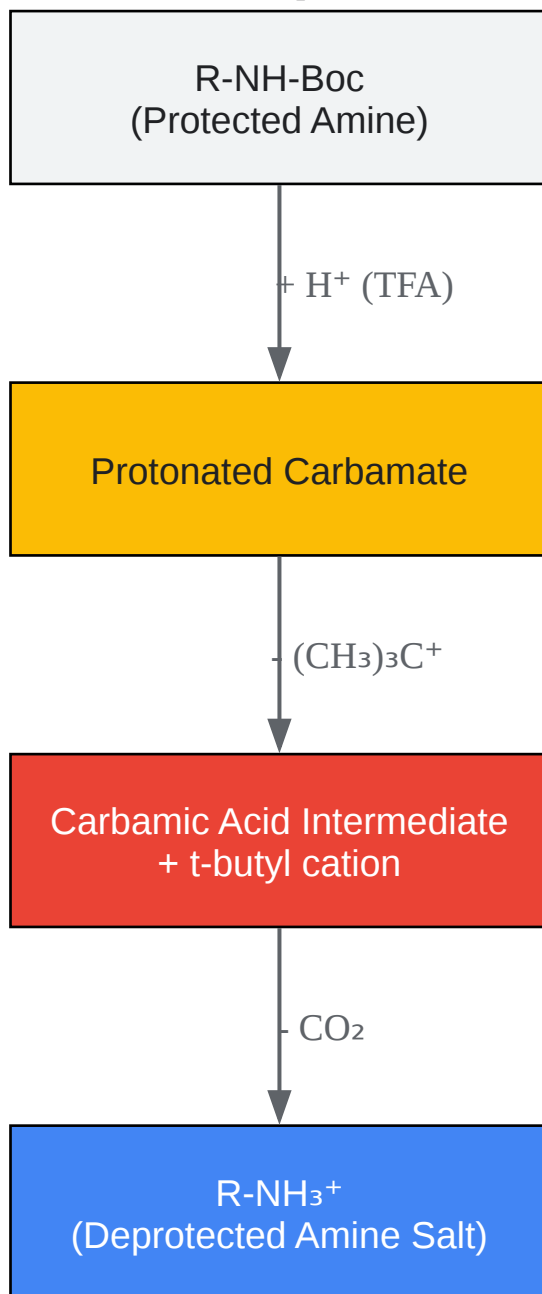 R-NH-Boc
(Protected Amine)
+ H⁺ (TFA)
Protonated Carbamate
- (CH₃)₃C⁺
Carbamic Acid Intermediate
+ t-butyl cation
- CO₂
R-NH₃⁺
(Deprotected Amine Salt)